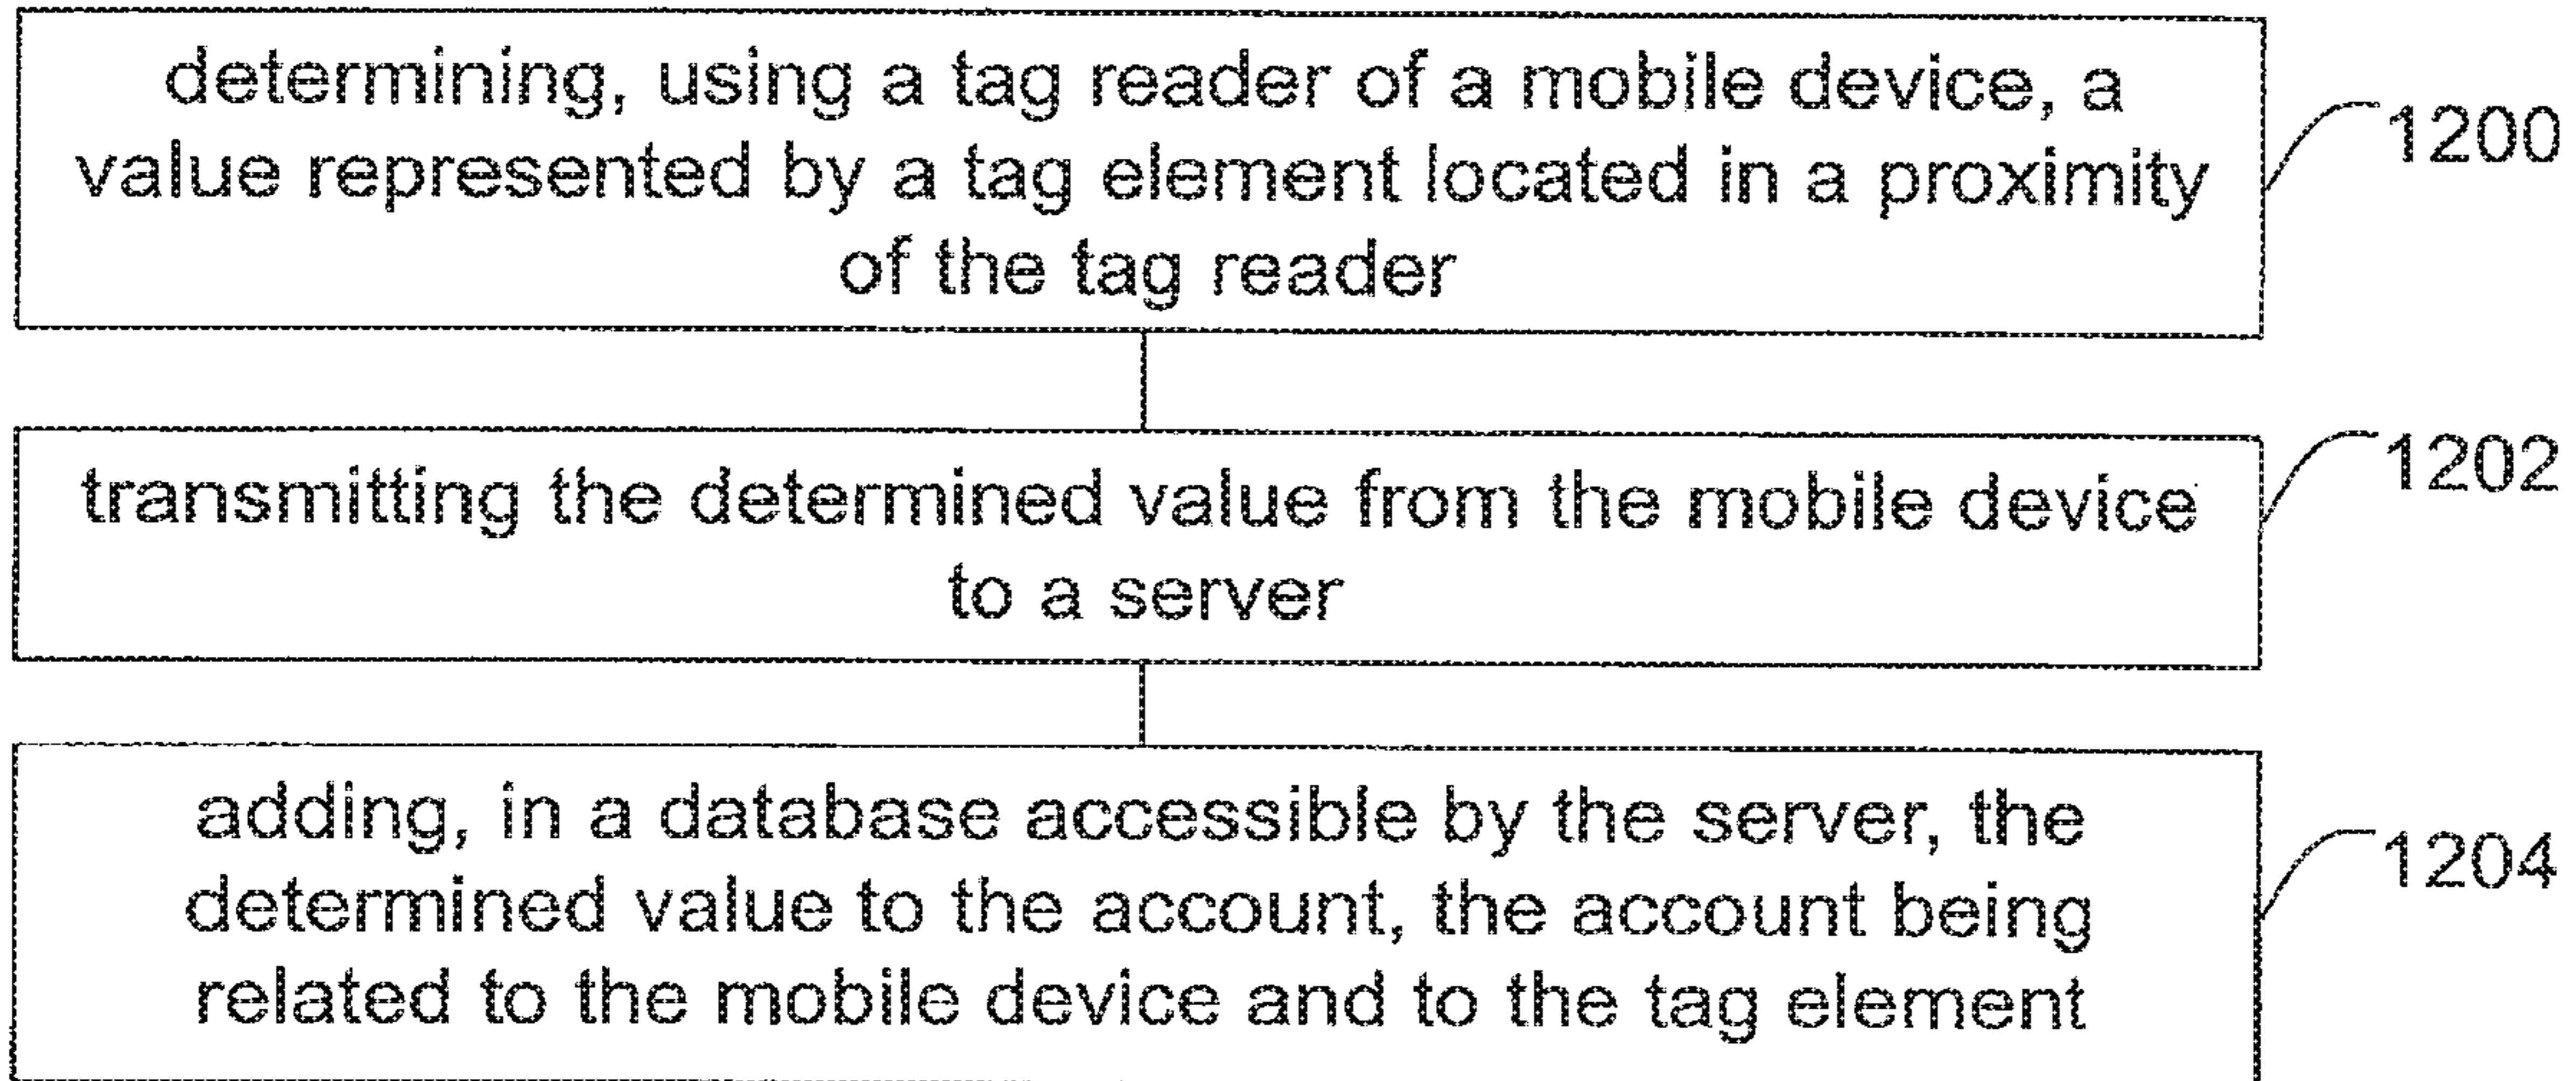 determining, using a tag reader of a mobile device, a
value represented by a tag element located in a proximity
of the tag reader
1200
transmitting the determined value from the mobile device
to a server
1202
adding, in a database accessible by the server, the
determined value to the account, the account being
related to the mobile device and to the tag element
1204